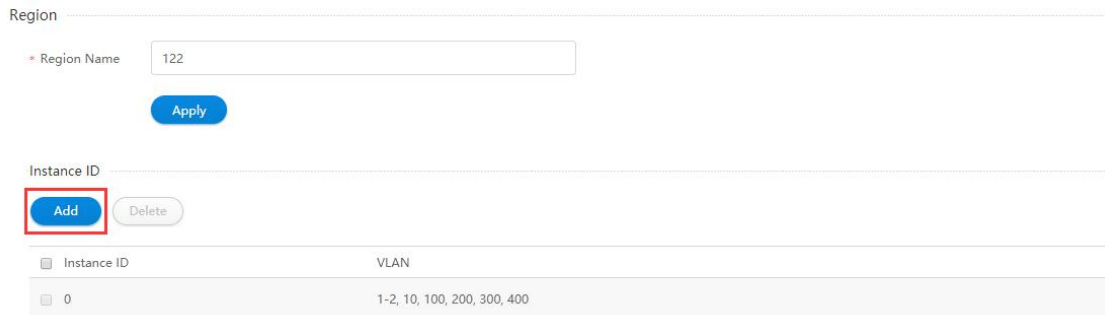 Region
* Region Name 122
Apply
Instance ID
Add Delete
Instance ID VLAN
0 1-2, 10, 100, 200, 300, 400